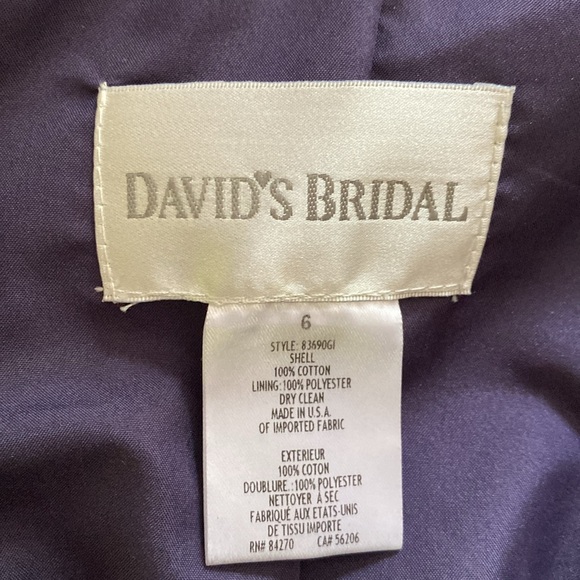 DAVID'S BRIDAL
6
STYLE: 83690GI
SHELL
100% COTTON
LINING:100% POLYESTER
DRY CLEAN
MADE IN U.S.A.
OF IMPORTED FABRIC
EXTERIEUR
100% COTON
DOUBLURE.:100% POLYESTER
NETTOYER A SEC
FABRIQUÉ AUX ETATS-UNIS
DE TISSU IMPORTE
RN# 84270 CA# 56206